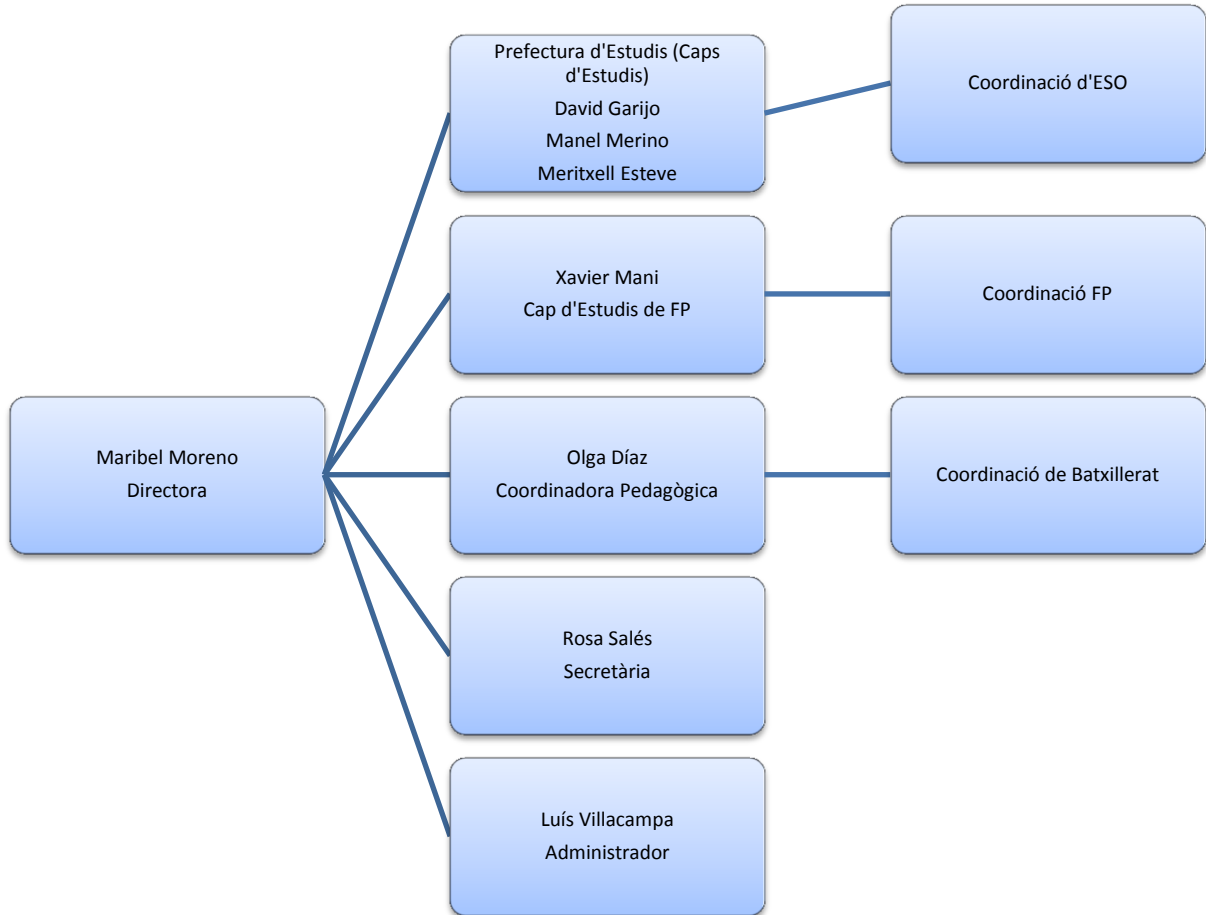 Prefectura d'Estudis (Caps
d'Estudis)
David Garijo
Manel Merino
Meritxell Esteve
Coordinació d'ESO
Xavier Mani
Cap d'Estudis de FP
Coordinació FP
Maribel Moreno
Directora
Olga Díaz
Coordinadora Pedagògica
Coordinació de Batxillerat
Rosa Salés
Secretària
Luís Villacampa
Administrador